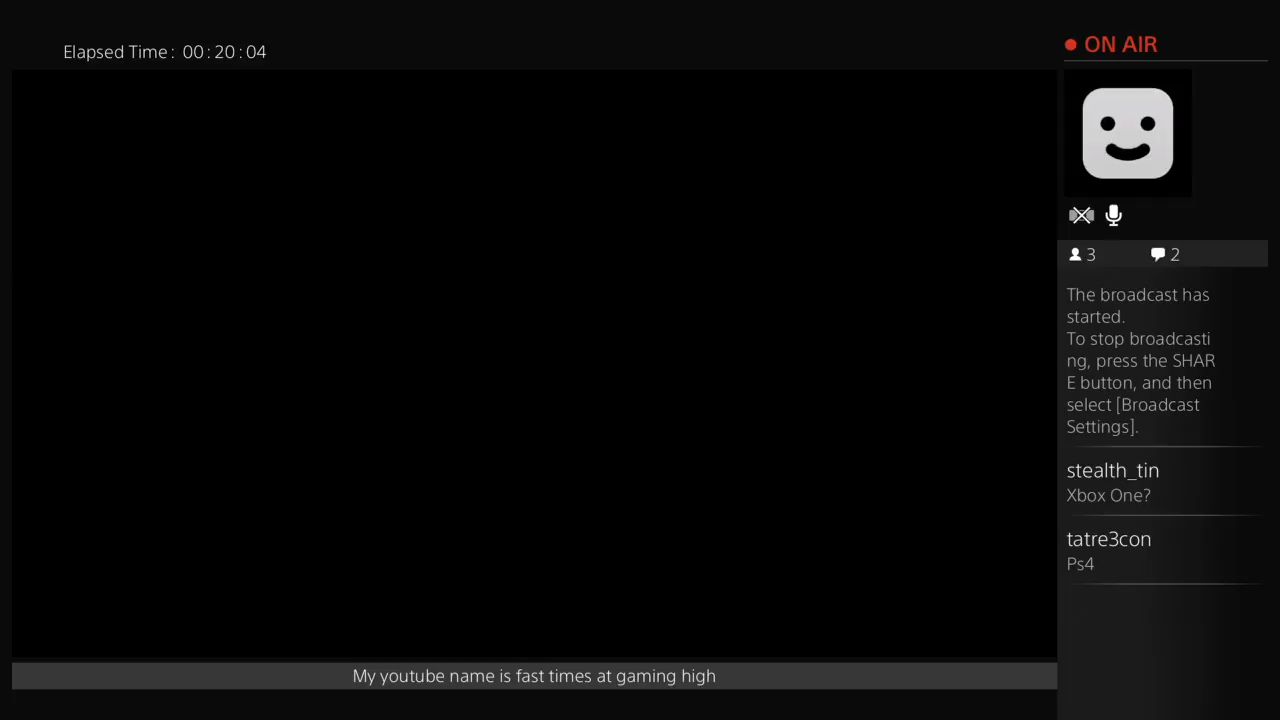 Elapsed Time: 00:20:04
ON AIR
3 2
The broadcast has
started.
To stop broadcasti
ng, press the SHAR
E button, and then
select [Broadcast
Settings].
stealth_tin
Xbox One?
tatre3con
Ps4
My youtube name is fast times at gaming high